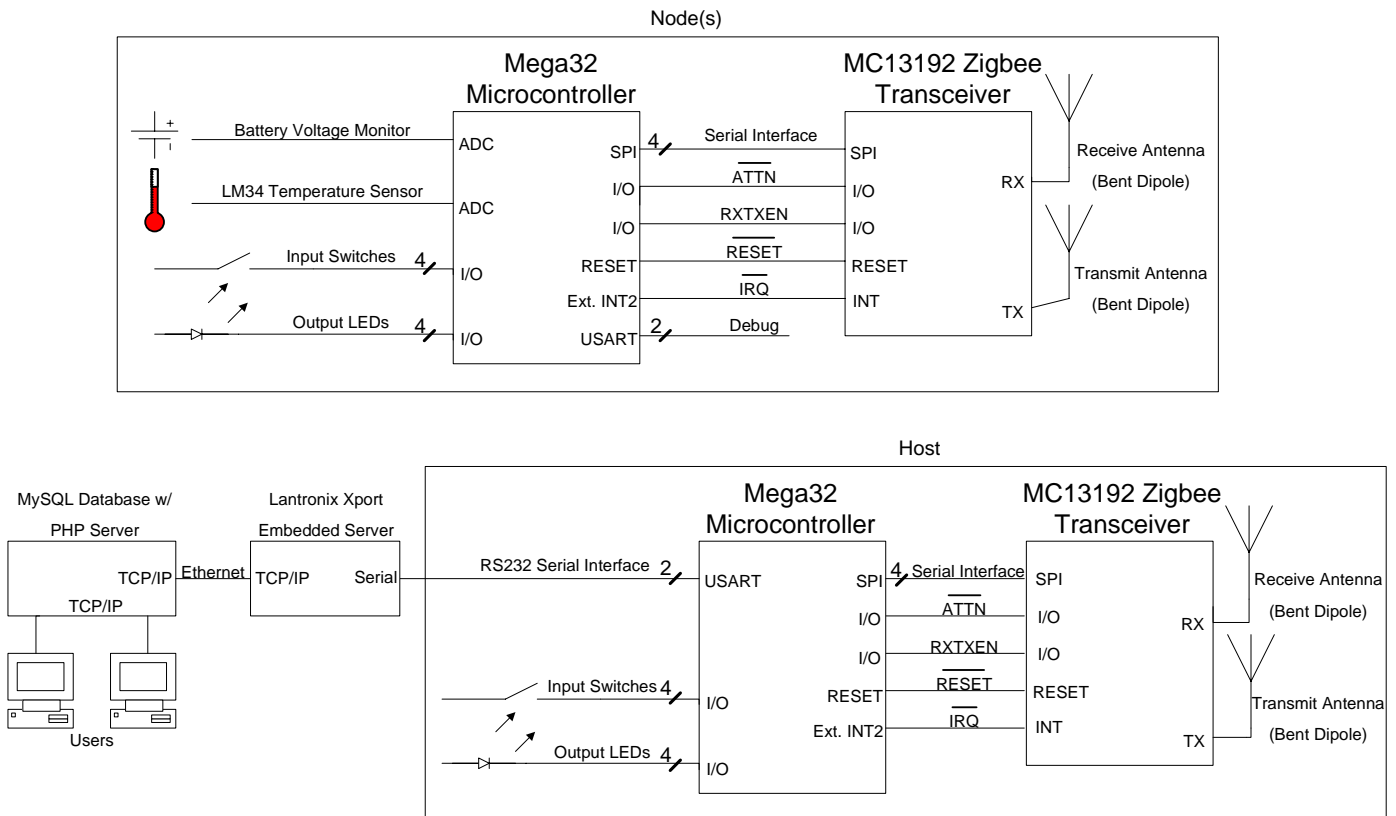 Node(s)
Mega32
Microcontroller
MC13192 Zigbee
Transceiver
+
-
Battery Voltage Monitor
ADC
LM34 Temperature Sensor
ADC
Input Switches
4
I/O
Output LEDs
4
I/O
SPI
4
Serial Interface
SPI
I/O
ATTN
I/O
I/O
RXTXEN
I/O
RESET
RESET
RESET
Ext. INT2
IRQ
INT
USART
2
Debug
RX
Receive Antenna
(Bent Dipole)
TX
Transmit Antenna
(Bent Dipole)
Host
MySQL Database w/
PHP Server
TCP/IP
TCP/IP
Users
Ethernet
Lantronix Xport
Embedded Server
TCP/IP
Serial
Mega32
Microcontroller
MC13192 Zigbee
Transceiver
RS232 Serial Interface
2
USART
Input Switches
4
I/O
Output LEDs
4
I/O
SPI
4
Serial Interface
SPI
I/O
ATTN
I/O
I/O
RXTXEN
I/O
RESET
RESET
RESET
Ext. INT2
IRQ
INT
RX
Receive Antenna
(Bent Dipole)
TX
Transmit Antenna
(Bent Dipole)